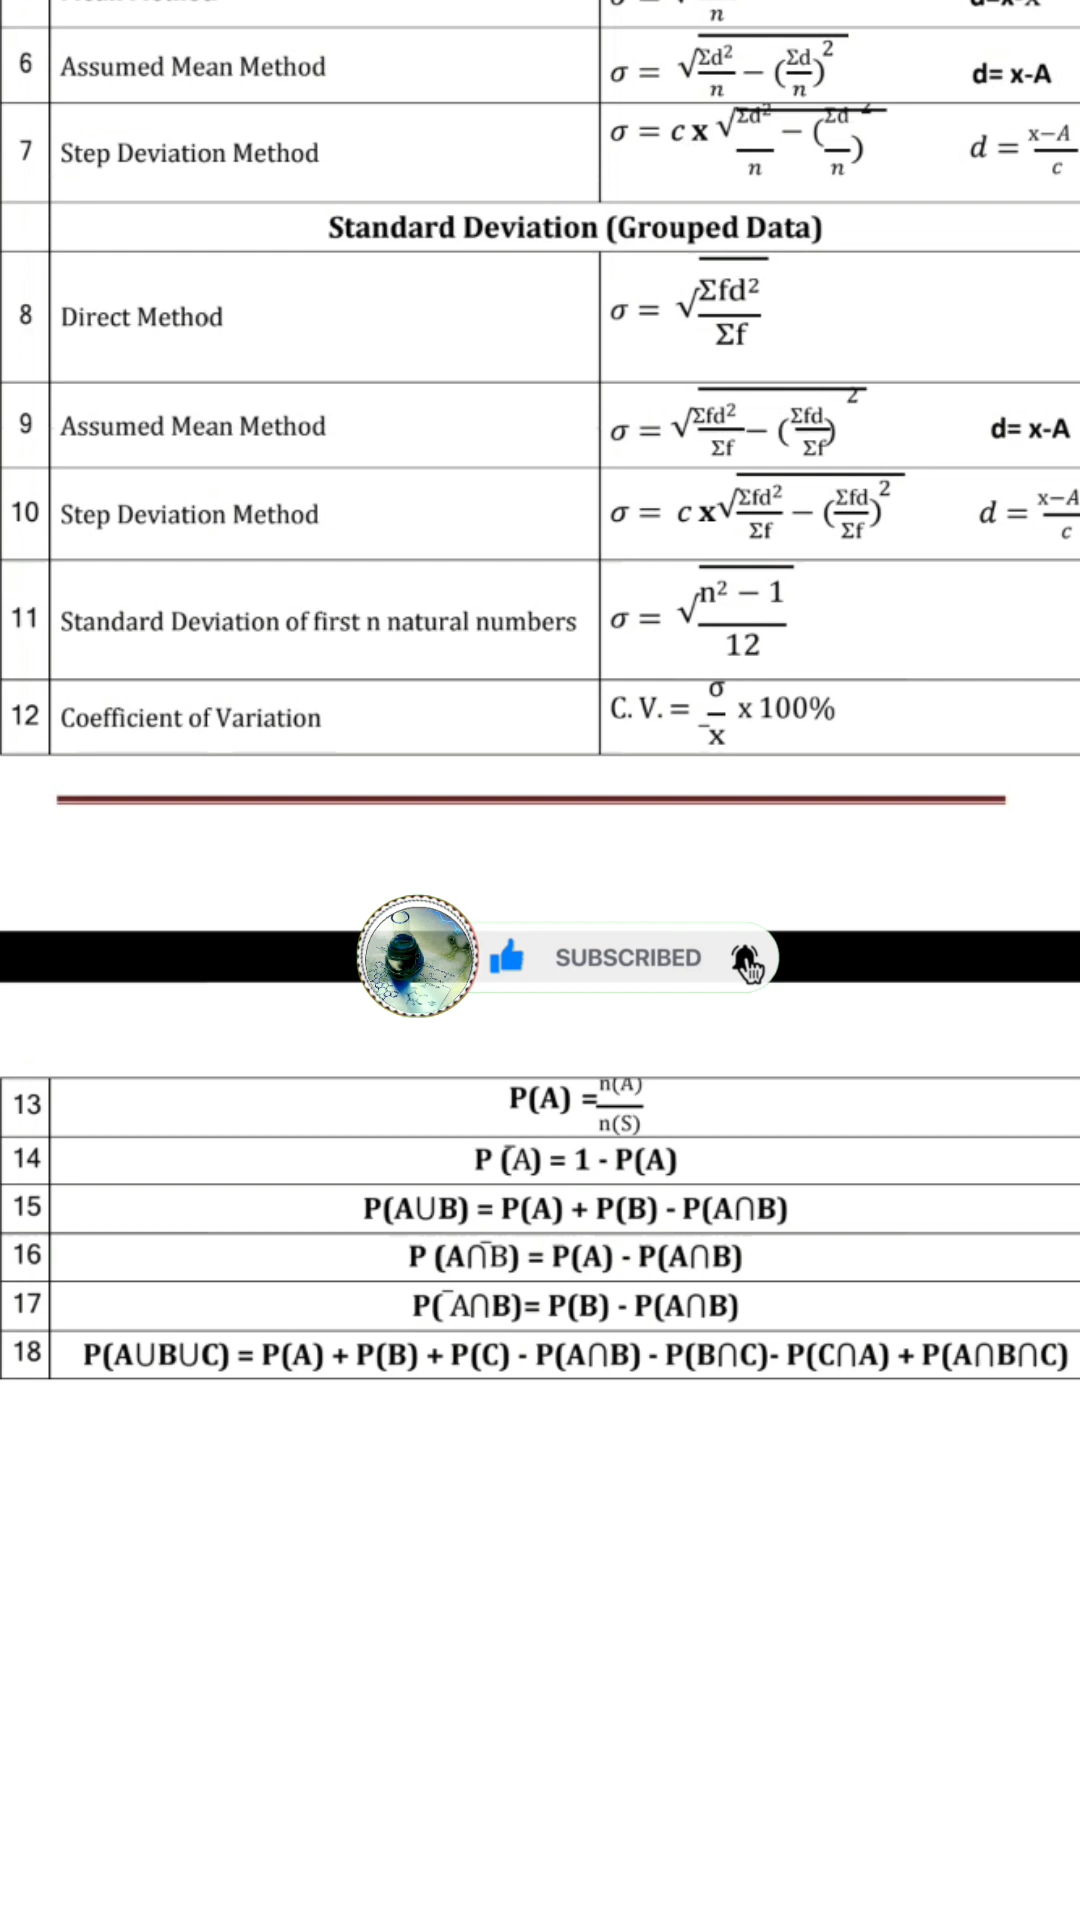 n
6 Assumed Mean Method σ = √Σd²/n − (Σd/n)² d= x-A
7 Step Deviation Method σ = c x √Σd²/n − (Σd/n)² d = x−A/c
Standard Deviation (Grouped Data)
8 Direct Method σ = √Σfd²/Σf
9 Assumed Mean Method σ = √Σfd²/Σf − (Σfd/Σf)² d= x-A
10 Step Deviation Method σ = c x√Σfd²/Σf − (Σfd/Σf)² d = x−A/c
11 Standard Deviation of first n natural numbers σ = √n² − 1/12
12 Coefficient of Variation C. V. = σ/x̄ x 100%
SUBSCRIBED
13 P(A) = n(A)/n(S)
14 P (Ā) = 1 - P(A)
15 P(A∪B) = P(A) + P(B) - P(A∩B)
16 P (A∩B̄) = P(A) - P(A∩B)
17 P(Ā∩B)= P(B) - P(A∩B)
18 P(A∪B∪C) = P(A) + P(B) + P(C) - P(A∩B) - P(B∩C)- P(C∩A) + P(A∩B∩C)